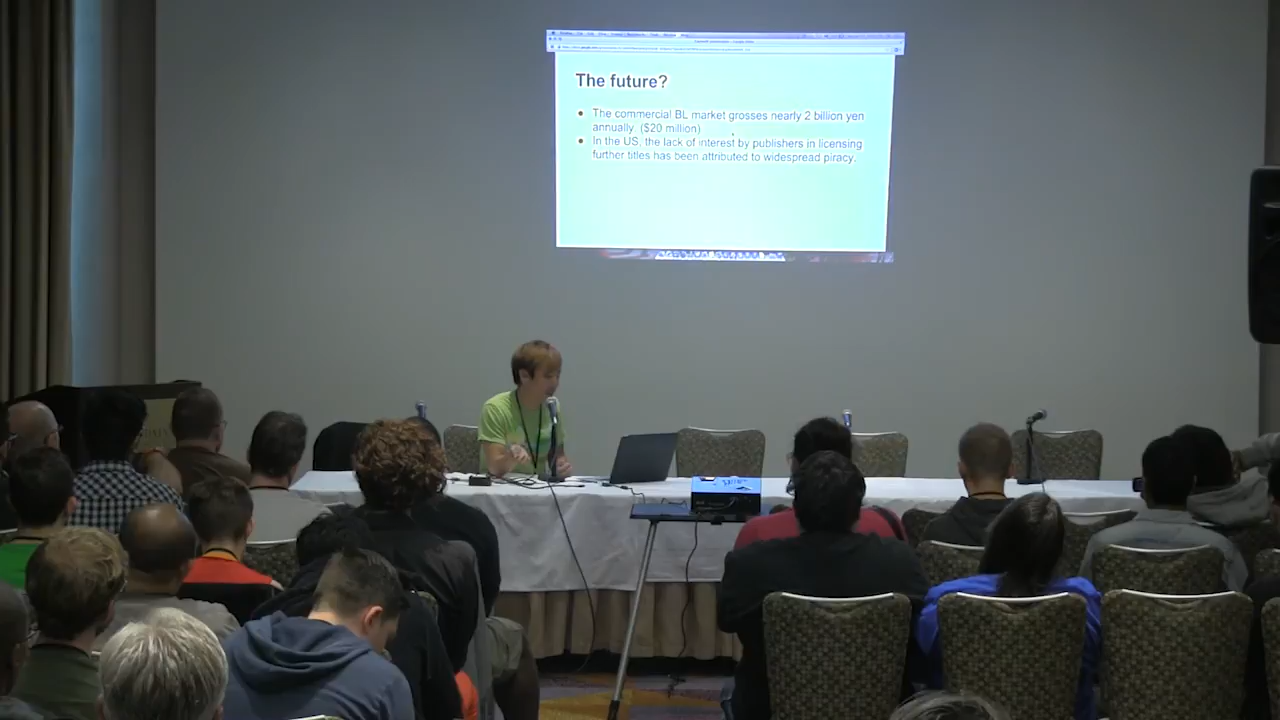 The future?
The commercial BL market grosses nearly 2 billion yen
annually. ($20 million)
In the US, the lack of interest by publishers in licensing
further titles has been attributed to widespread piracy.